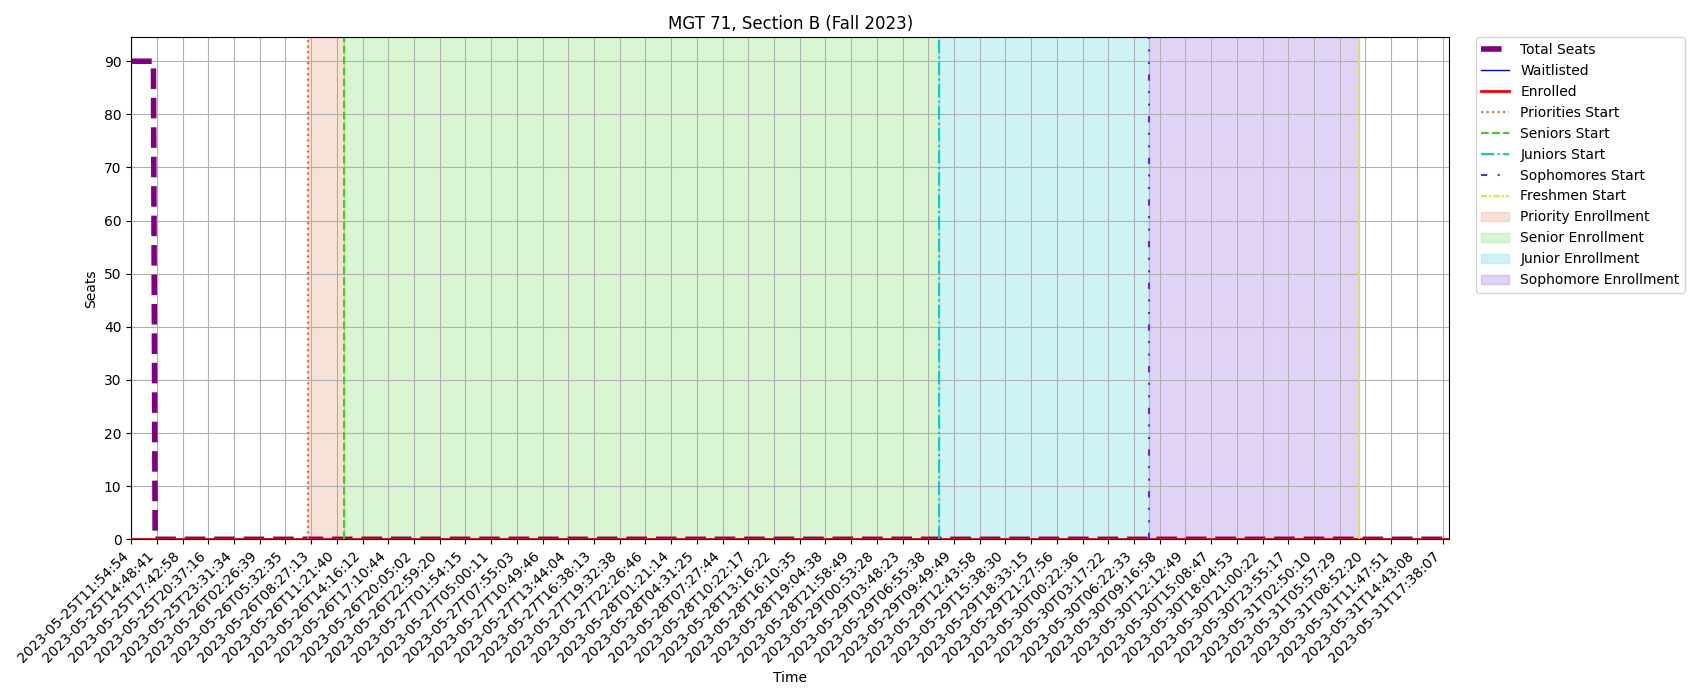 MGT 71, Section B (Fall 2023)
Seats
90
80
70
60
50
40
30
20
10
0
2023-05-25T11:54:54
2023-05-25T14:48:41
2023-05-25T17:42:58
2023-05-25T20:37:16
2023-05-25T23:31:34
2023-05-26T02:26:39
2023-05-26T05:32:35
2023-05-26T08:27:13
2023-05-26T11:21:40
2023-05-26T14:16:12
2023-05-26T17:10:44
2023-05-26T20:05:02
2023-05-26T22:59:20
2023-05-27T01:54:15
2023-05-27T05:00:11
2023-05-27T07:55:03
2023-05-27T10:49:46
2023-05-27T13:44:04
2023-05-27T16:38:13
2023-05-27T19:32:38
2023-05-27T22:26:46
2023-05-28T01:21:14
2023-05-28T04:31:25
2023-05-28T07:27:44
2023-05-28T10:22:17
2023-05-28T13:16:22
2023-05-28T16:10:35
2023-05-28T19:04:38
2023-05-28T21:58:49
2023-05-29T00:53:28
2023-05-29T03:48:23
2023-05-29T06:55:38
2023-05-29T09:49:49
2023-05-29T12:43:58
2023-05-29T15:38:30
2023-05-29T18:33:15
2023-05-29T21:27:56
2023-05-30T00:22:36
2023-05-30T03:17:22
2023-05-30T06:22:33
2023-05-30T09:16:58
2023-05-30T12:12:49
2023-05-30T15:08:47
2023-05-30T18:04:53
2023-05-30T21:00:22
2023-05-30T23:55:17
2023-05-31T02:50:10
2023-05-31T05:57:29
2023-05-31T08:52:20
2023-05-31T11:47:51
2023-05-31T14:43:08
2023-05-31T17:38:07
Time
Total Seats
Waitlisted
Enrolled
Priorities Start
Seniors Start
Juniors Start
Sophomores Start
Freshmen Start
Priority Enrollment
Senior Enrollment
Junior Enrollment
Sophomore Enrollment